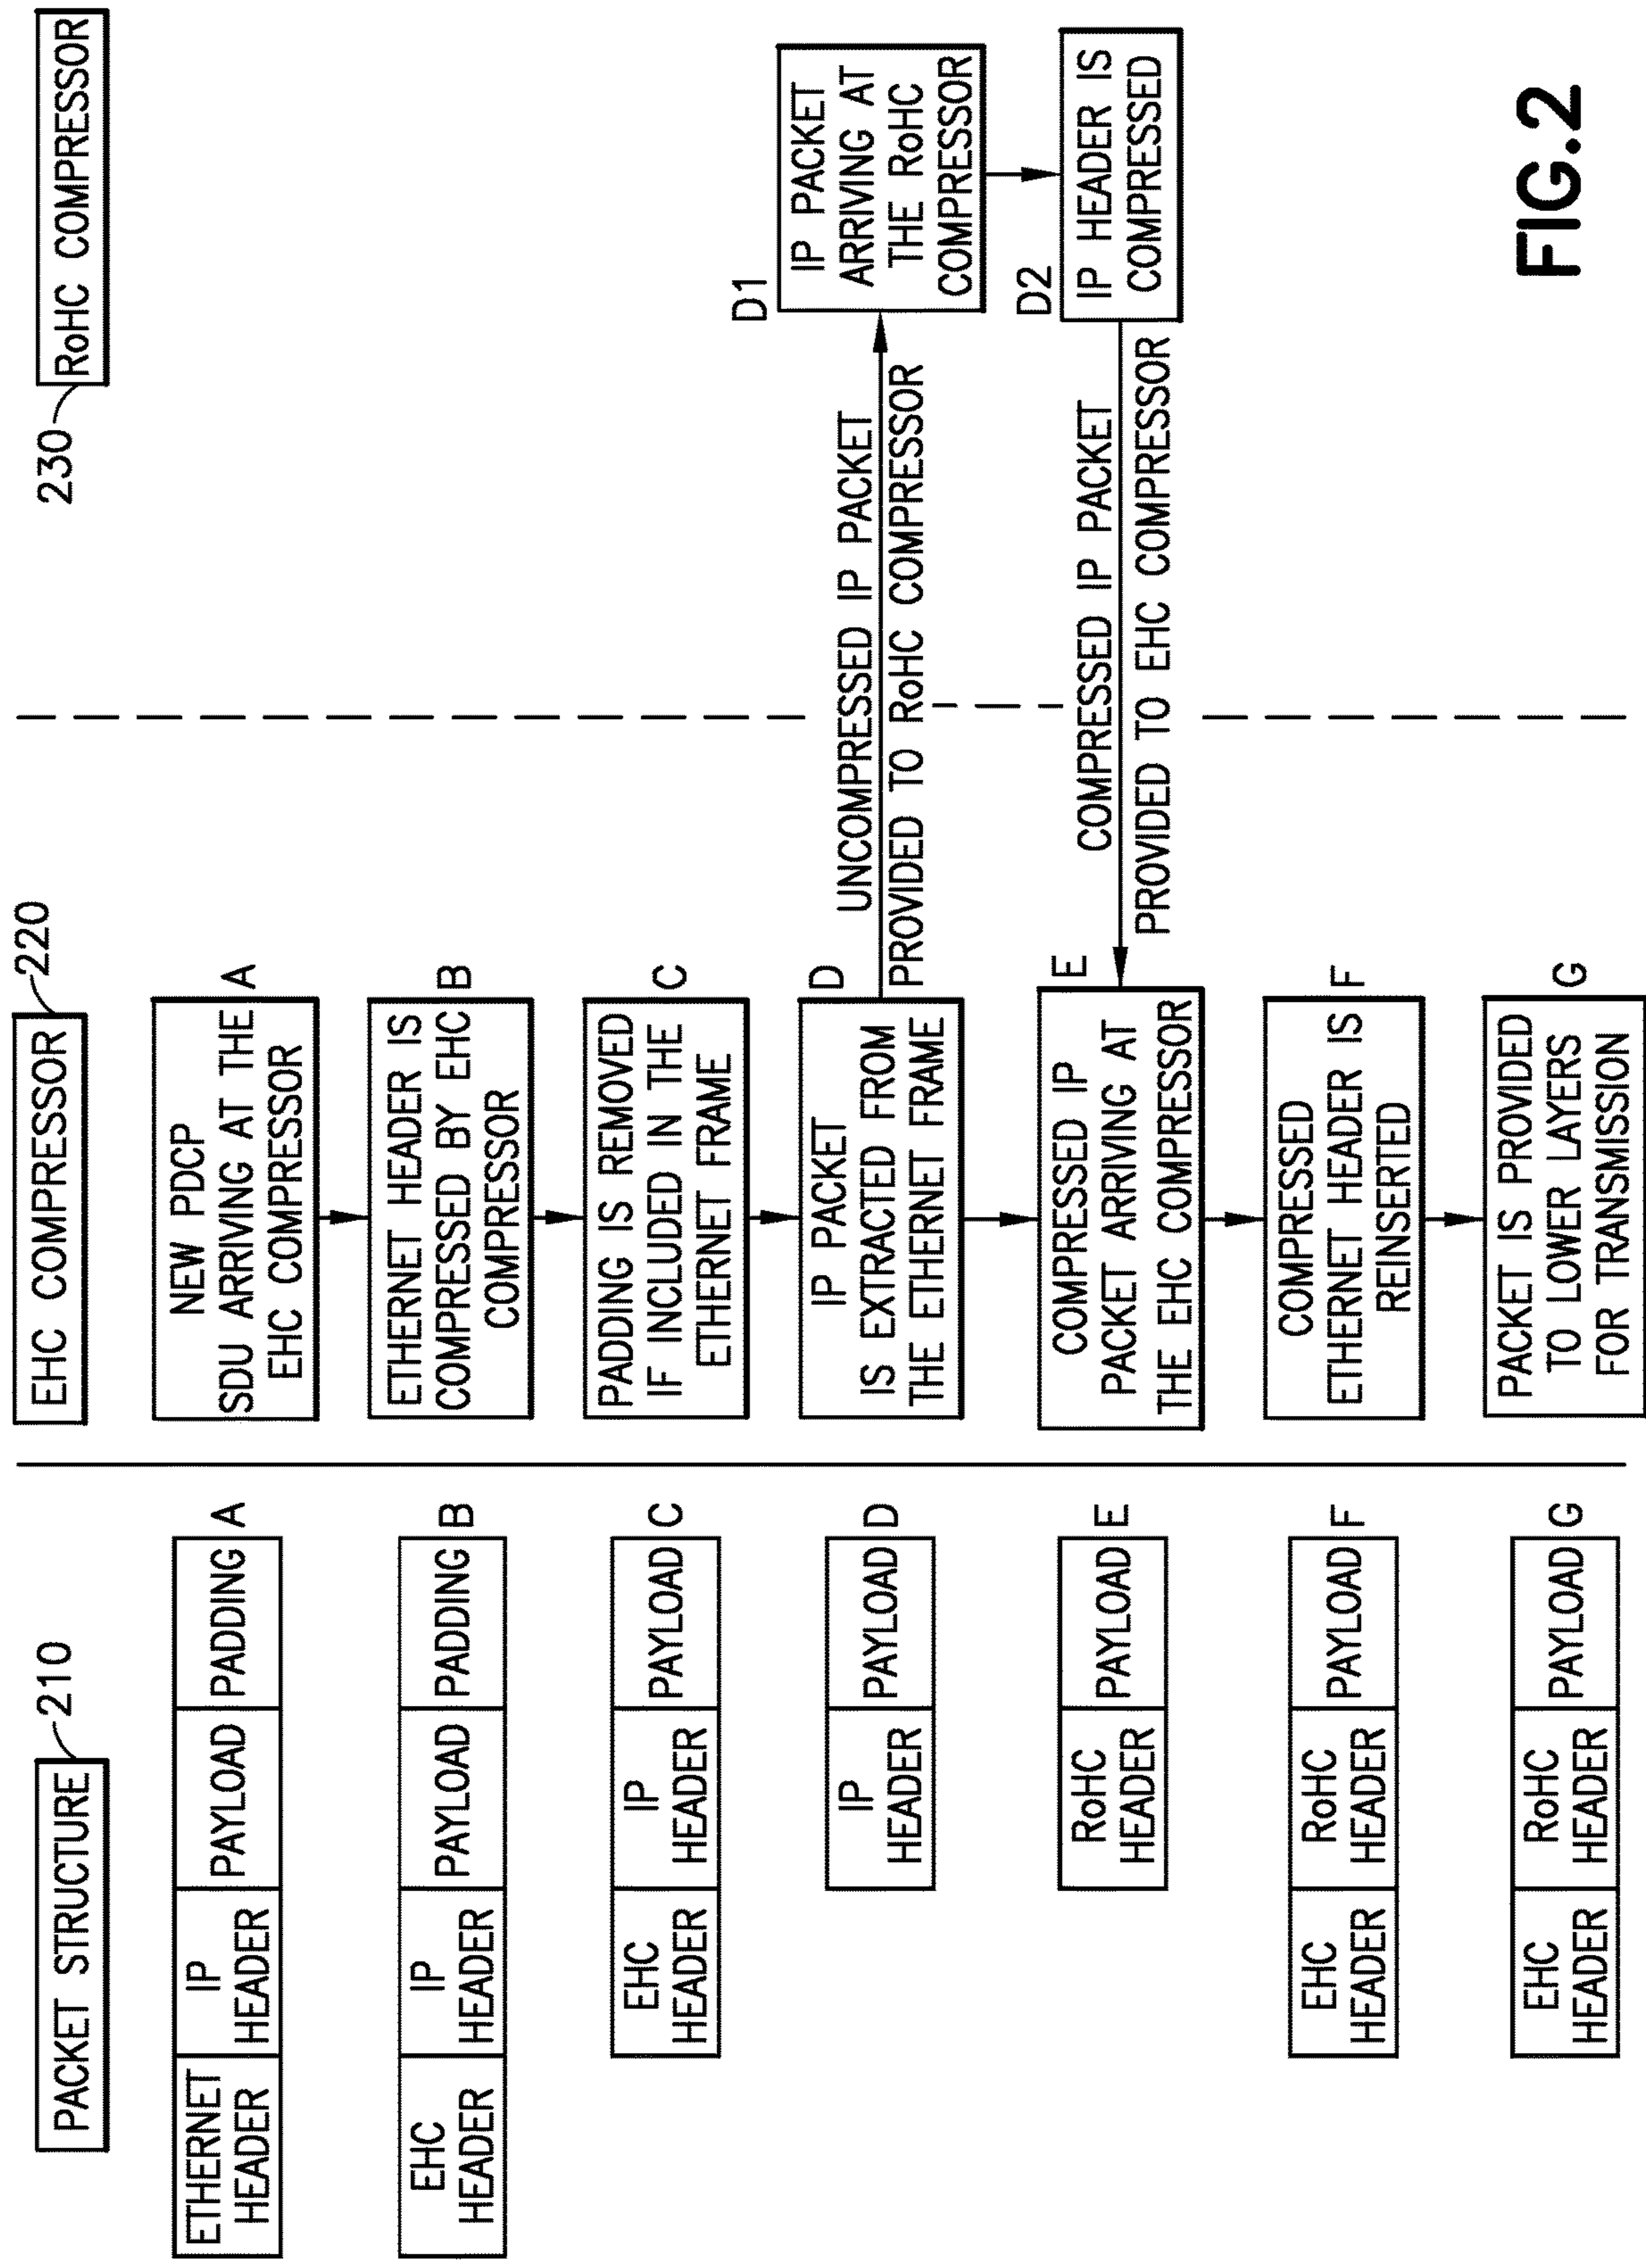 PACKET STRUCTURE
210
EHC COMPRESSOR
220
230
RoHC COMPRESSOR
ETHERNET
HEADER
IP
HEADER
PAYLOAD
PADDING
A
NEW PDCP
SDU ARRIVING AT THE
EHC COMPRESSOR
A
EHC
HEADER
IP
HEADER
PAYLOAD
PADDING
B
ETHERNET HEADER IS
COMPRESSED BY EHC
COMPRESSOR
B
EHC
HEADER
IP
HEADER
PAYLOAD
C
PADDING IS REMOVED
IF INCLUDED IN THE
ETHERNET FRAME
C
IP
HEADER
PAYLOAD
D
IP PACKET
IS EXTRACTED FROM
THE ETHERNET FRAME
D
UNCOMPRESSED IP PACKET
PROVIDED TO RoHC COMPRESSOR
D1
IP PACKET
ARRIVING AT
THE RoHC
COMPRESSOR
RoHC
HEADER
PAYLOAD
E
COMPRESSED IP
PACKET ARRIVING AT
THE EHC COMPRESSOR
E
COMPRESSED IP PACKET
PROVIDED TO EHC COMPRESSOR
D2
IP HEADER IS
COMPRESSED
EHC
HEADER
RoHC
HEADER
PAYLOAD
F
COMPRESSED
ETHERNET HEADER IS
REINSERTED
F
EHC
HEADER
RoHC
HEADER
PAYLOAD
G
PACKET IS PROVIDED
TO LOWER LAYERS
FOR TRANSMISSION
G
FIG.2